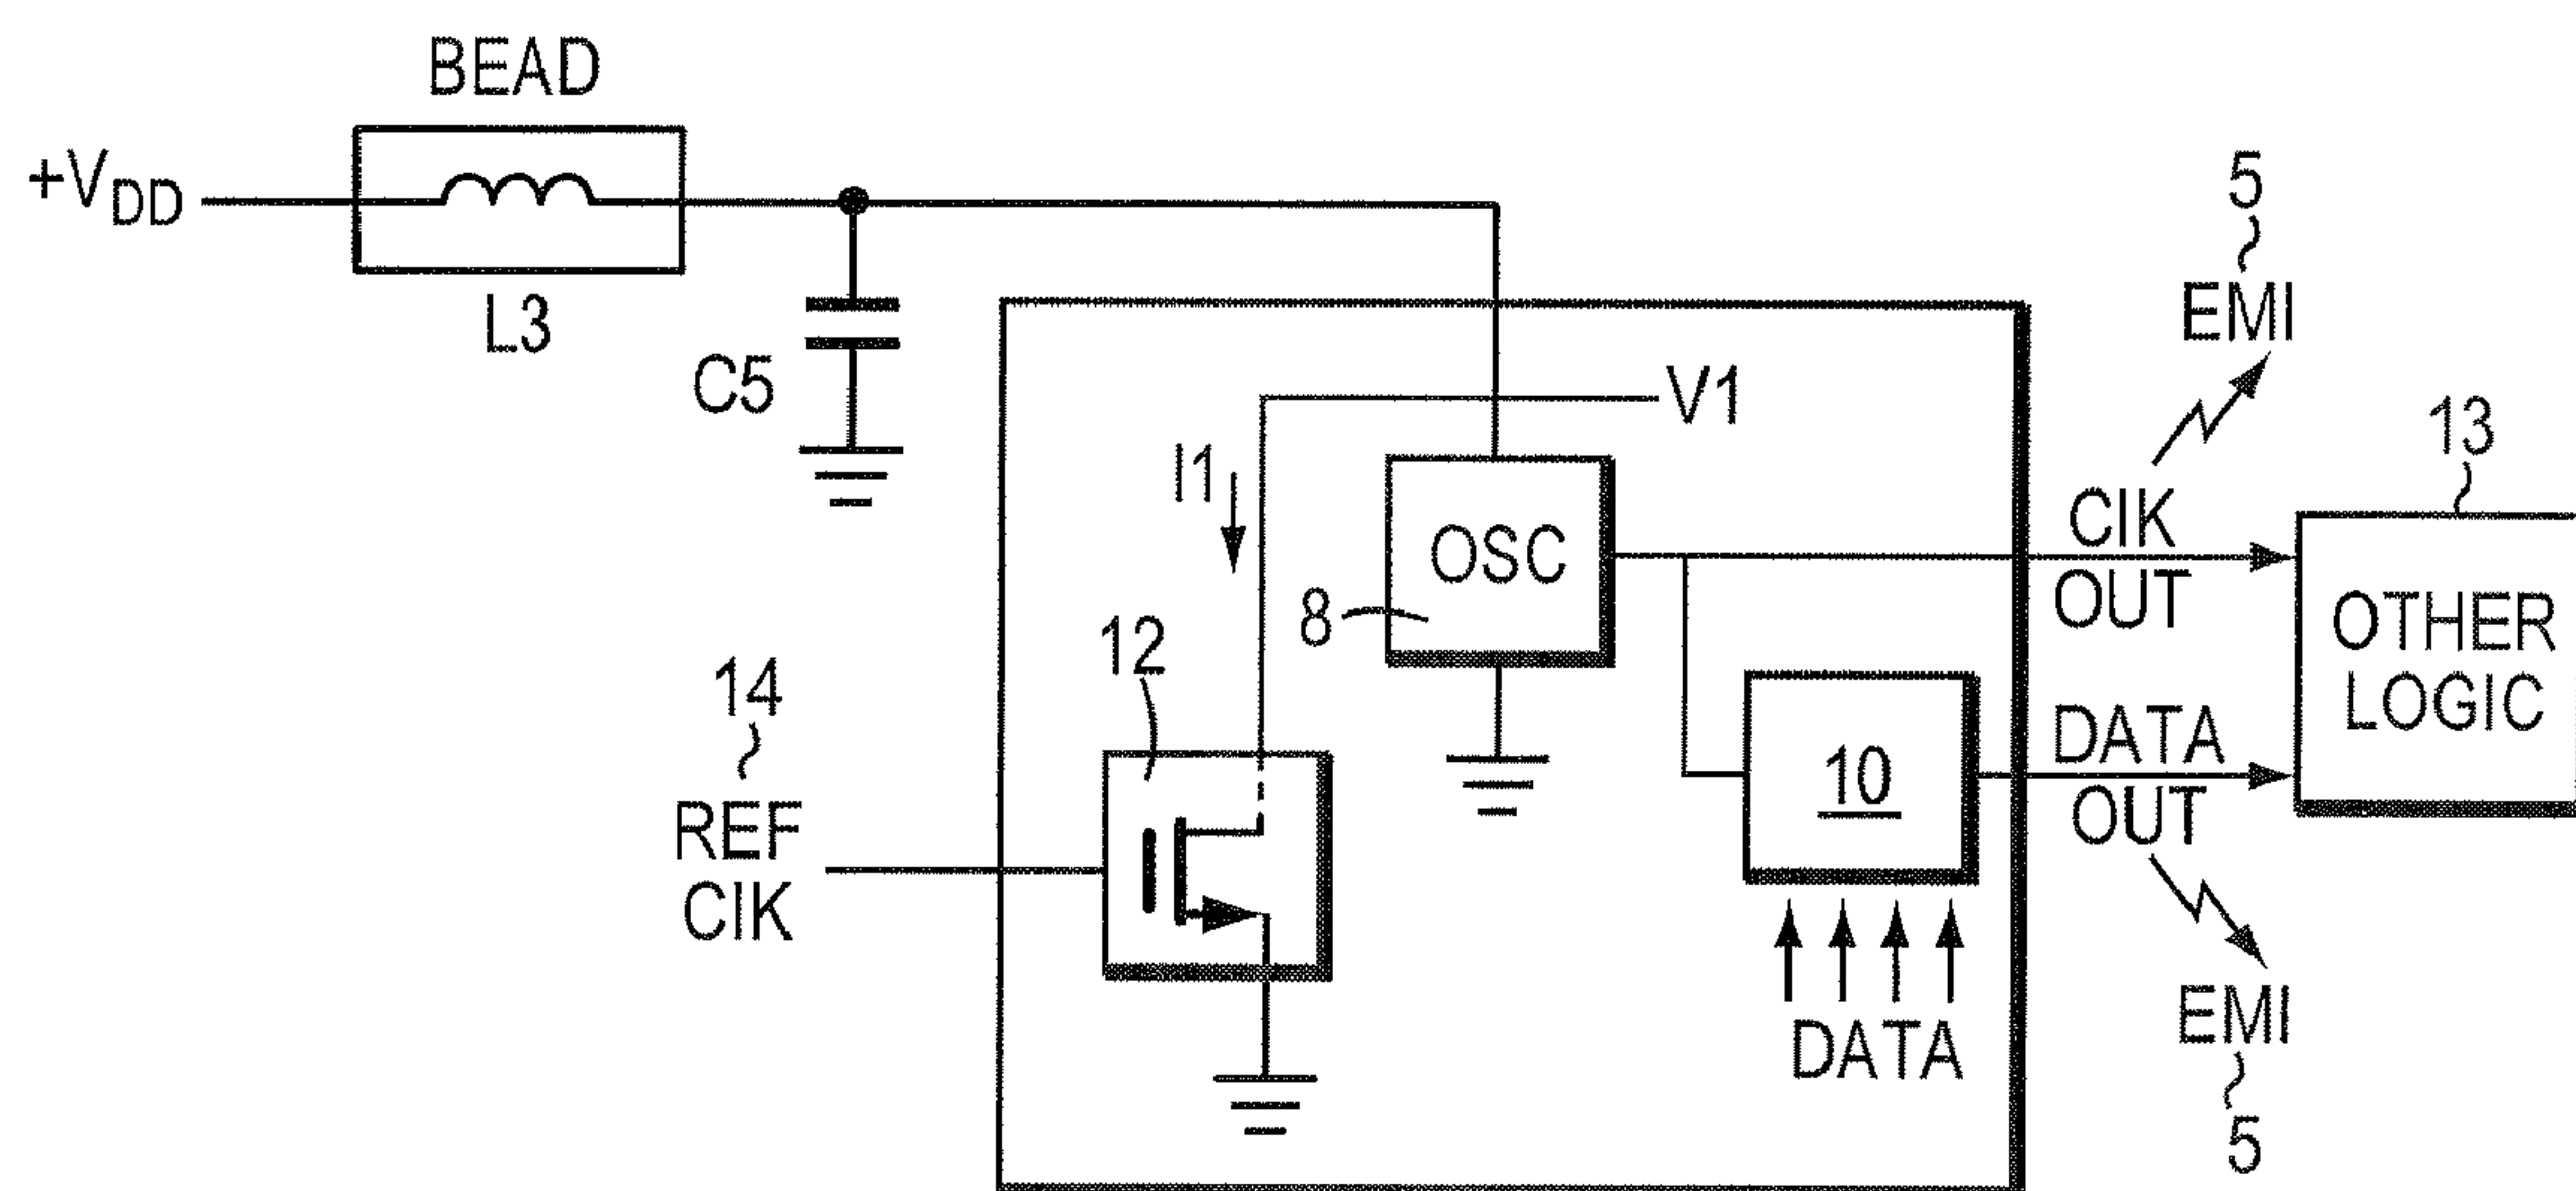 BEAD
+VDD
L3
C5
5
EMI
V1
I1
13
CIK
OUT
OSC
8
OTHER
LOGIC
12
14
REF
CIK
10
DATA
OUT
DATA
EMI
5